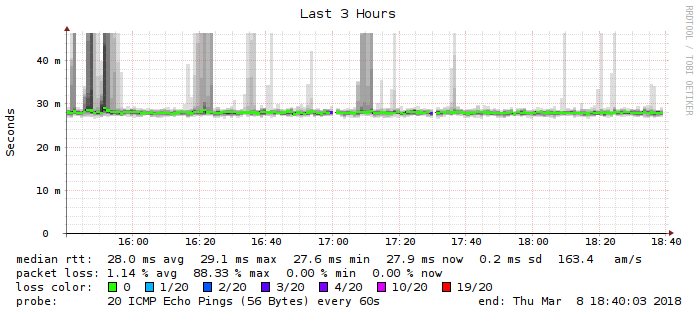 Last 3 Hours
RRDTOOL / TOBI OETIKER
Seconds
40 m
30 m
20 m
10 m
0
16:00 16:20 16:40 17:00 17:20 17:40 18:00 18:20 18:40
median rtt: 28.0 ms avg 29.1 ms max 27.6 ms min 27.9 ms now 0.2 ms sd 163.4 am/s
packet loss: 1.14 % avg 88.33 % max 0.00 % min 0.00 % now
loss color: 0 1/20 2/20 3/20 4/20 10/20 19/20
probe: 20 ICMP Echo Pings (56 Bytes) every 60s end: Thu Mar 8 18:40:03 2018